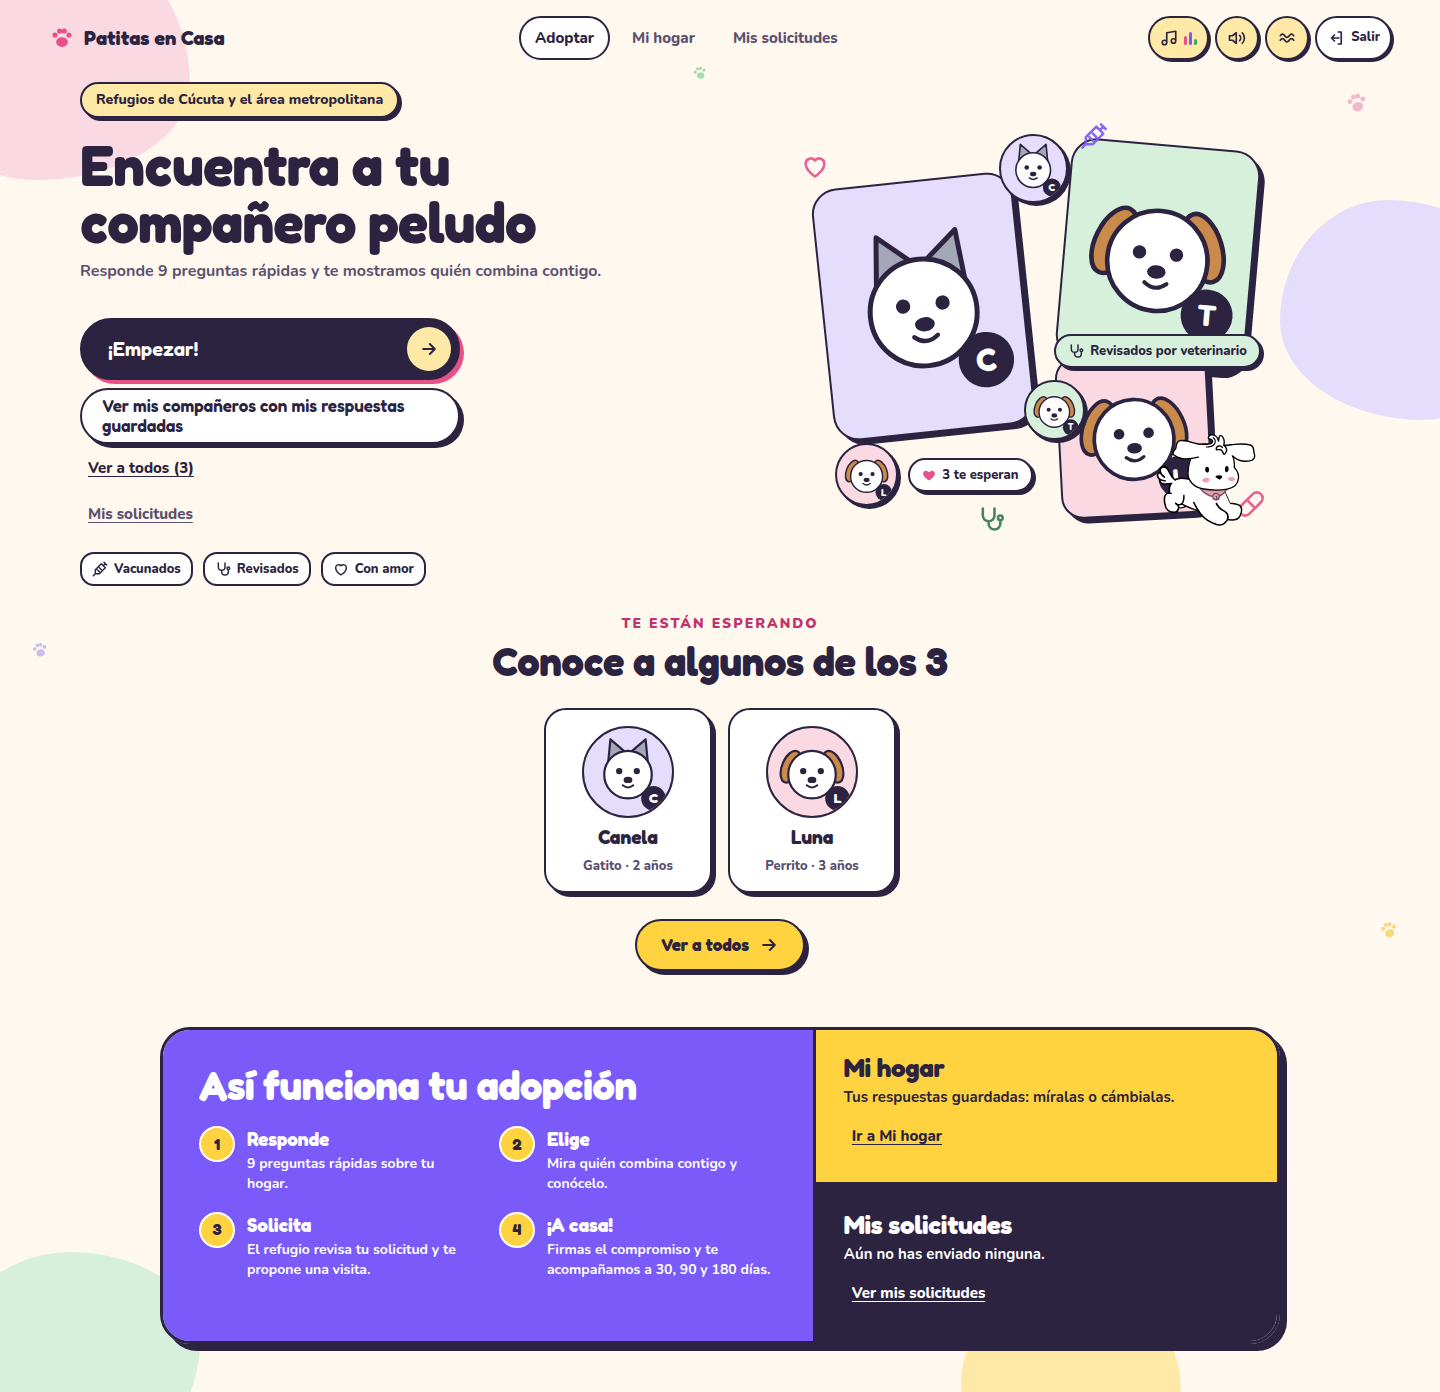 Patitas en Casa
Adoptar
Mi hogar
Mis solicitudes
Salir
Refugios de Cúcuta y el área metropolitana
Encuentra a tu
compañero peludo
Responde 9 preguntas rápidas y te mostramos quién combina contigo.
¡Empezar!
Ver mis compañeros con mis respuestas
guardadas
Ver a todos (3)
Mis solicitudes
Vacunados
Revisados
Con amor
C
C
T
Revisados por veterinario
T
L
3 te esperan
TE ESTÁN ESPERANDO
Conoce a algunos de los 3
C
Canela
Gatito · 2 años
L
Luna
Perrito · 3 años
Ver a todos
Así funciona tu adopción
1
Responde
9 preguntas rápidas sobre tu
hogar.
2
Elige
Mira quién combina contigo y
conócelo.
3
Solicita
El refugio revisa tu solicitud y te
propone una visita.
4
¡A casa!
Firmas el compromiso y te
acompañamos a 30, 90 y 180 días.
Mi hogar
Tus respuestas guardadas: míralas o cámbialas.
Ir a Mi hogar
Mis solicitudes
Aún no has enviado ninguna.
Ver mis solicitudes